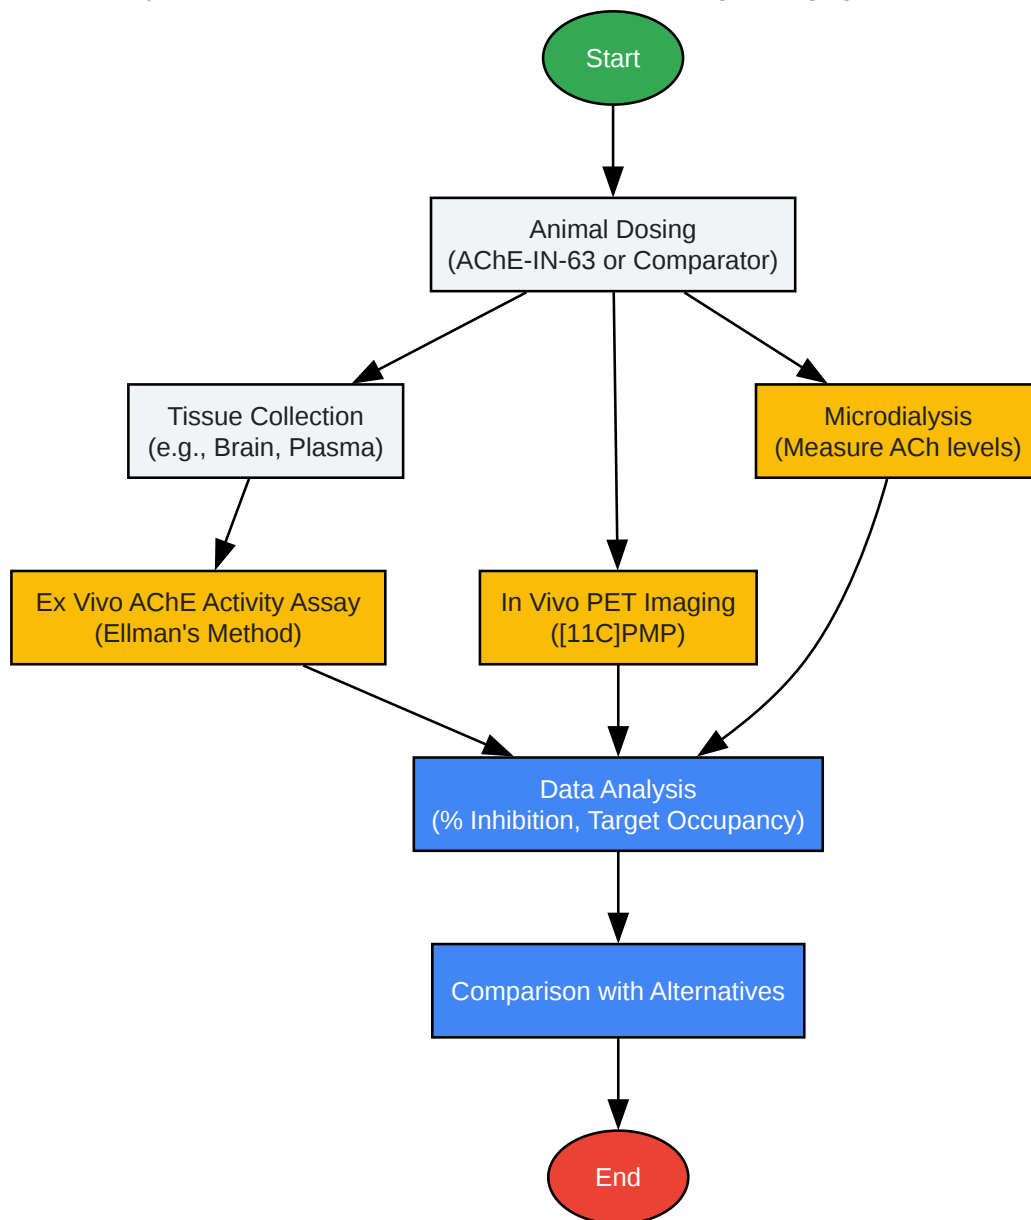 Start
Animal Dosing
(AChE-IN-63 or Comparator)
Tissue Collection
(e.g., Brain, Plasma)
Microdialysis
(Measure ACh levels)
Ex Vivo AChE Activity Assay
(Ellman's Method)
In Vivo PET Imaging
([11C]PMP)
Data Analysis
(% Inhibition, Target Occupancy)
Comparison with Alternatives
End